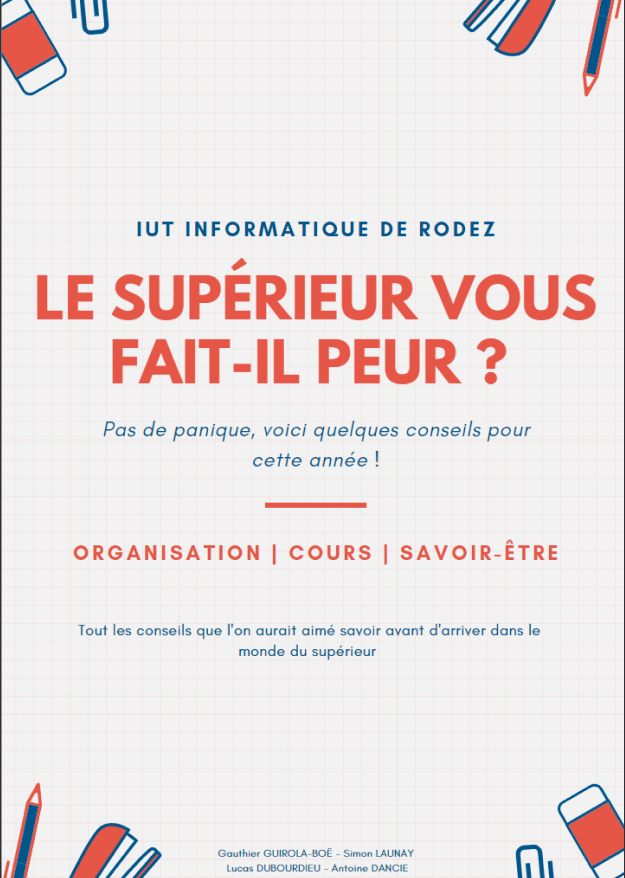 IUT INFORMATIQUE DE RODEZ
LE SUPÉRIEUR VOUS
FAIT-IL PEUR ?
Pas de panique, voici quelques conseils pour
cette année !
ORGANISATION | COURS | SAVOIR-ÊTRE
Tout les conseils que l'on aurait aimé savoir avant d'arriver dans le
monde du supérieur
Gauthier GUIROLA-BOË - Simon LAUNAY
Lucas DUBOURDIEU - Antoine DANCIE